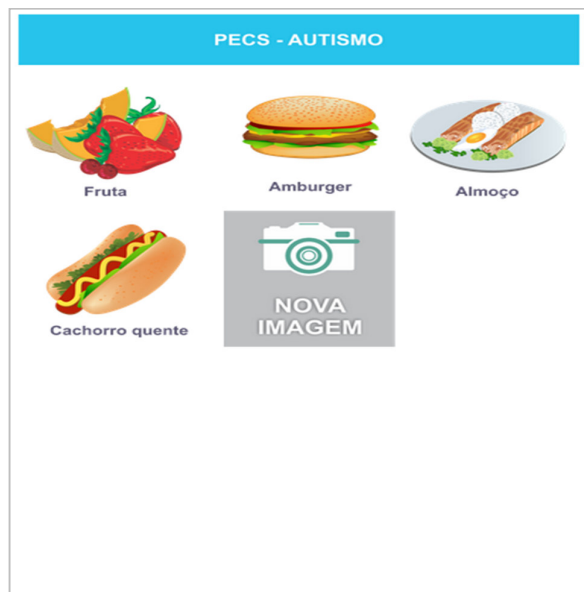 PECS - AUTISMO
Fruta
Amburger
Almoço
Cachorro quente
NOVA
IMAGEM